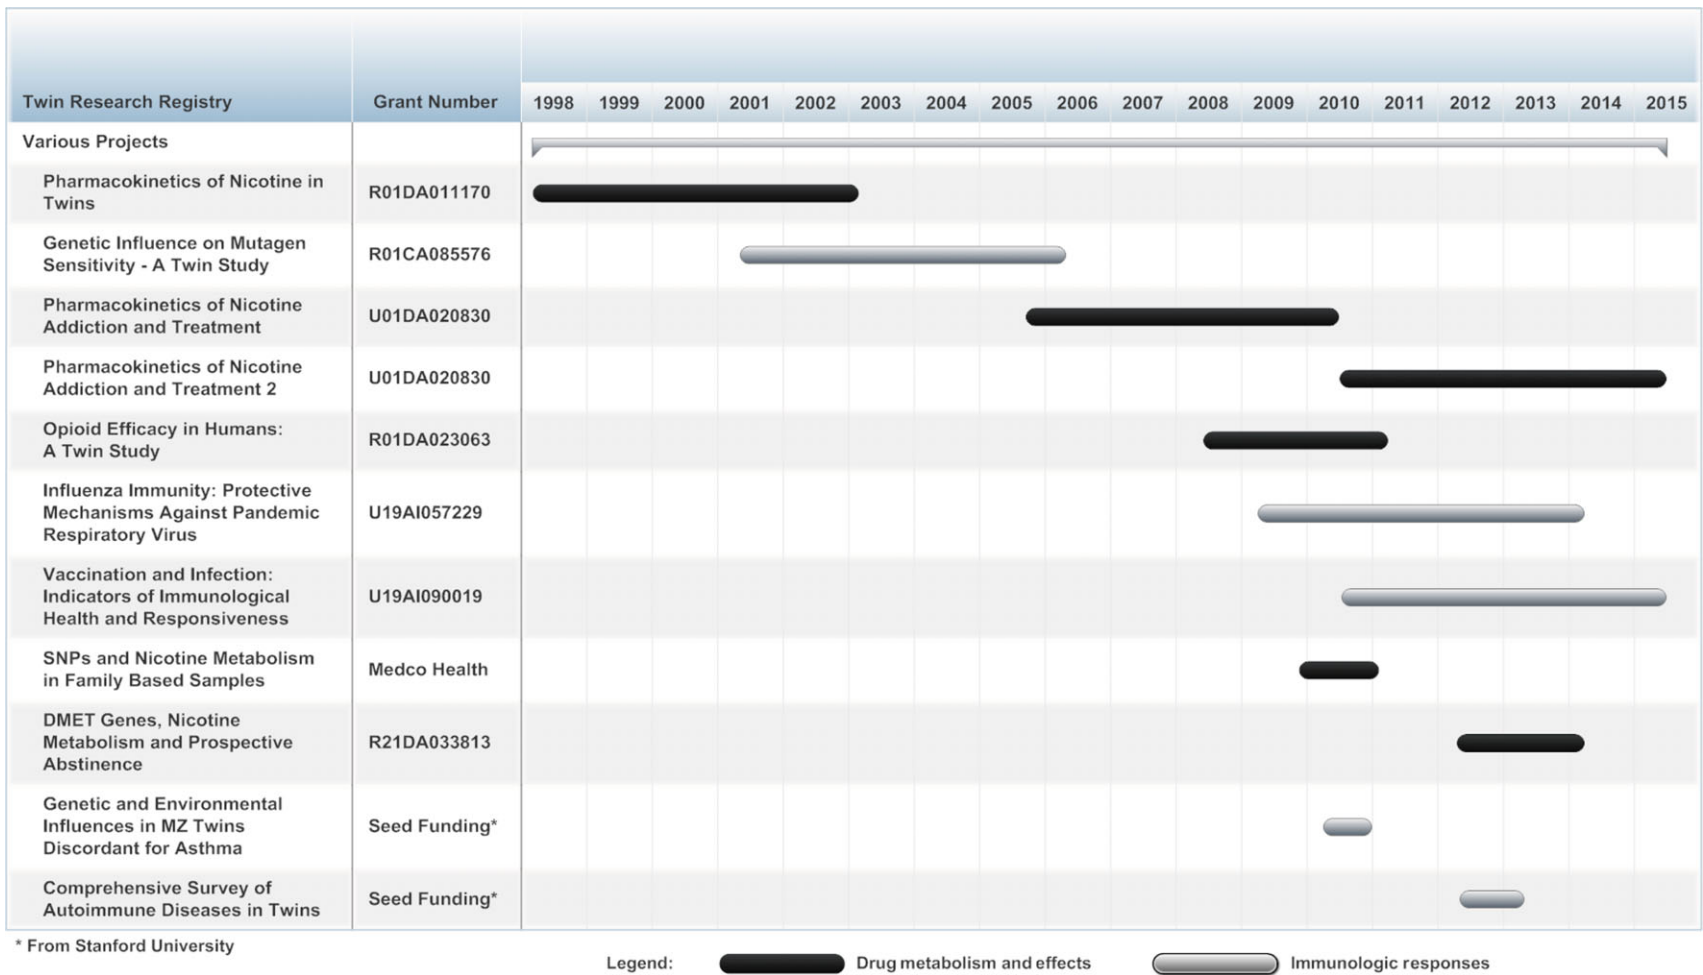 Twin Research Registry Grant Number 1998 1999 2000 2001 2002 2003 2004 2005 2006 2007 2008 2009 2010 2011 2012 2013 2014 2015
Various Projects
Pharmacokinetics of Nicotine in
Twins
R01DA011170
Genetic Influence on Mutagen
Sensitivity - A Twin Study
R01CA085576
Pharmacokinetics of Nicotine
Addiction and Treatment
U01DA020830
Pharmacokinetics of Nicotine
Addiction and Treatment 2
U01DA020830
Opioid Efficacy in Humans:
A Twin Study
R01DA023063
Influenza Immunity: Protective
Mechanisms Against Pandemic
Respiratory Virus
U19AI057229
Vaccination and Infection:
Indicators of Immunological
Health and Responsiveness
U19AI090019
SNPs and Nicotine Metabolism
in Family Based Samples
Medco Health
DMET Genes, Nicotine
Metabolism and Prospective
Abstinence
R21DA033813
Genetic and Environmental
Influences in MZ Twins
Discordant for Asthma
Seed Funding*
Comprehensive Survey of
Autoimmune Diseases in Twins
Seed Funding*
* From Stanford University
Legend: Drug metabolism and effects Immunologic responses